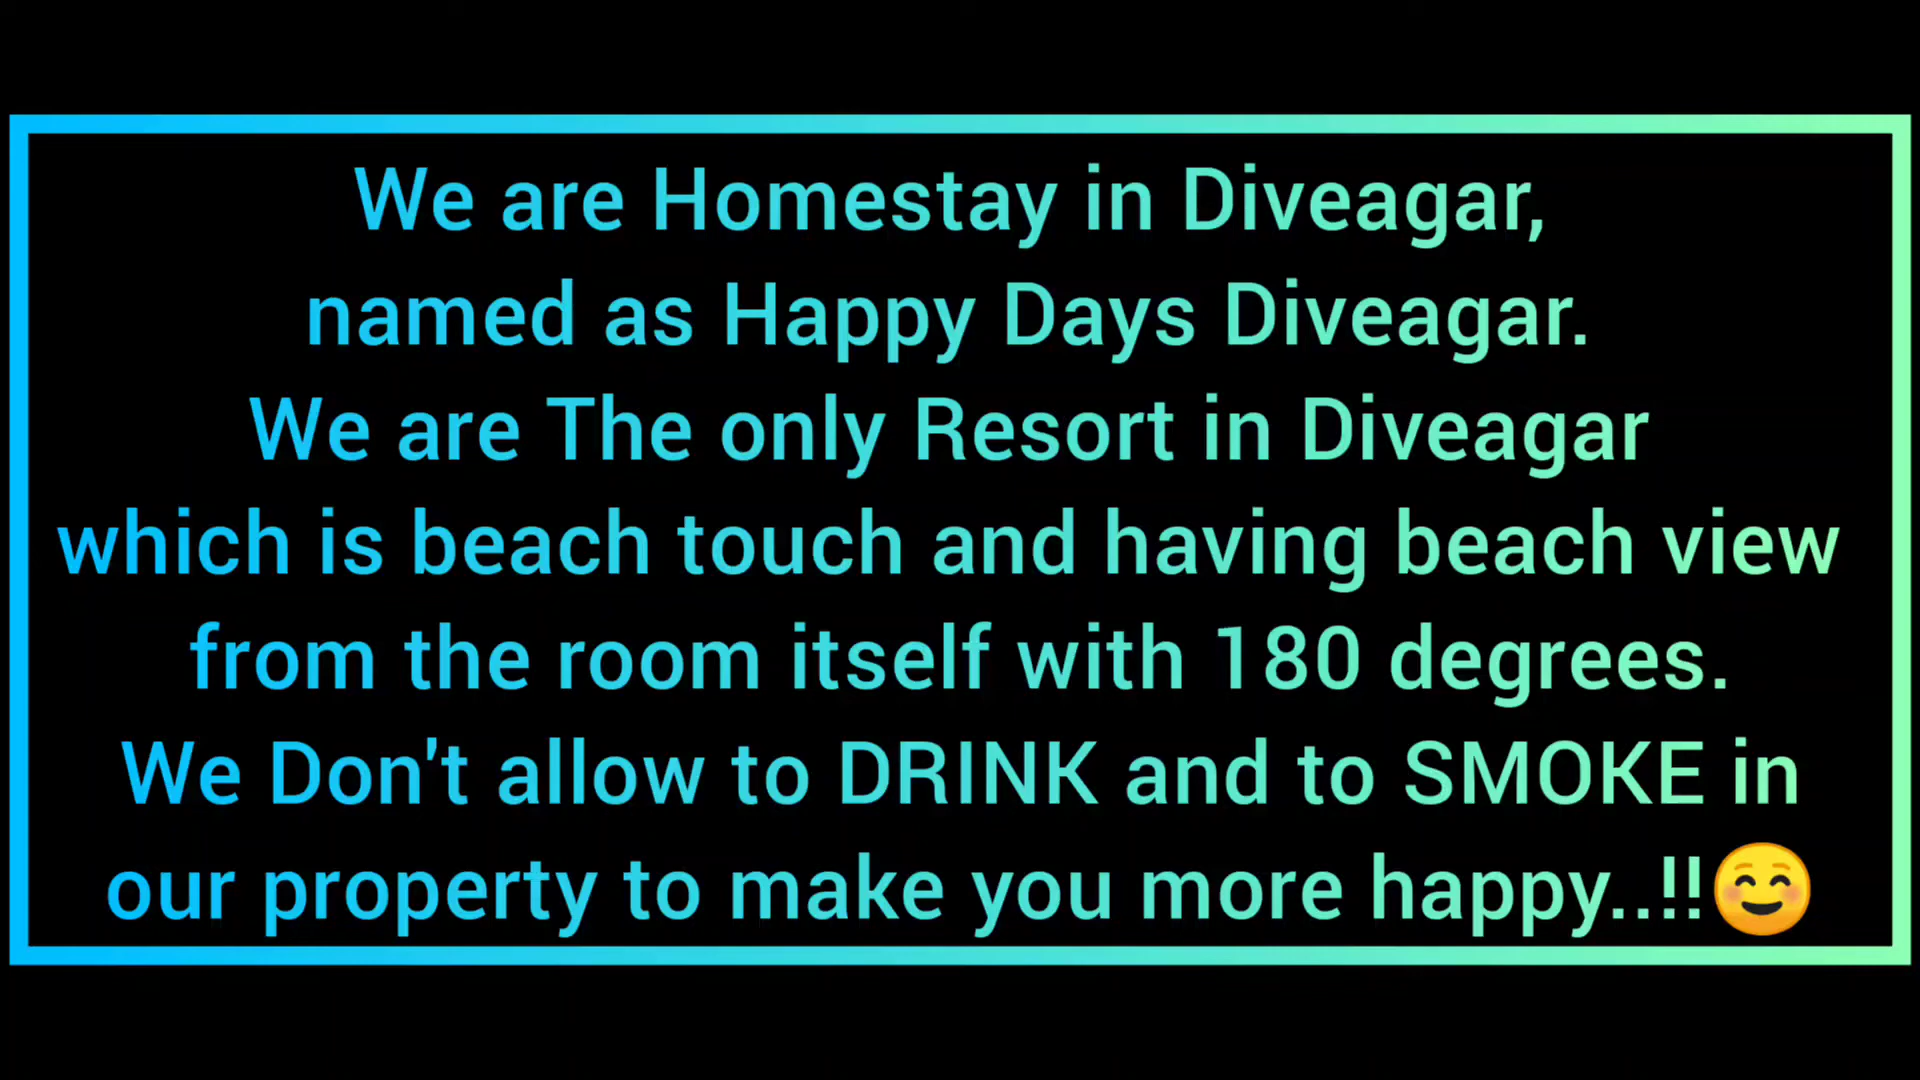 We are Homestay in Diveagar,
named as Happy Days Diveagar.
We are The only Resort in Diveagar
which is beach touch and having beach view
from the room itself with 180 degrees.
We Don't allow to DRINK and to SMOKE in
our property to make you more happy..!!☺️